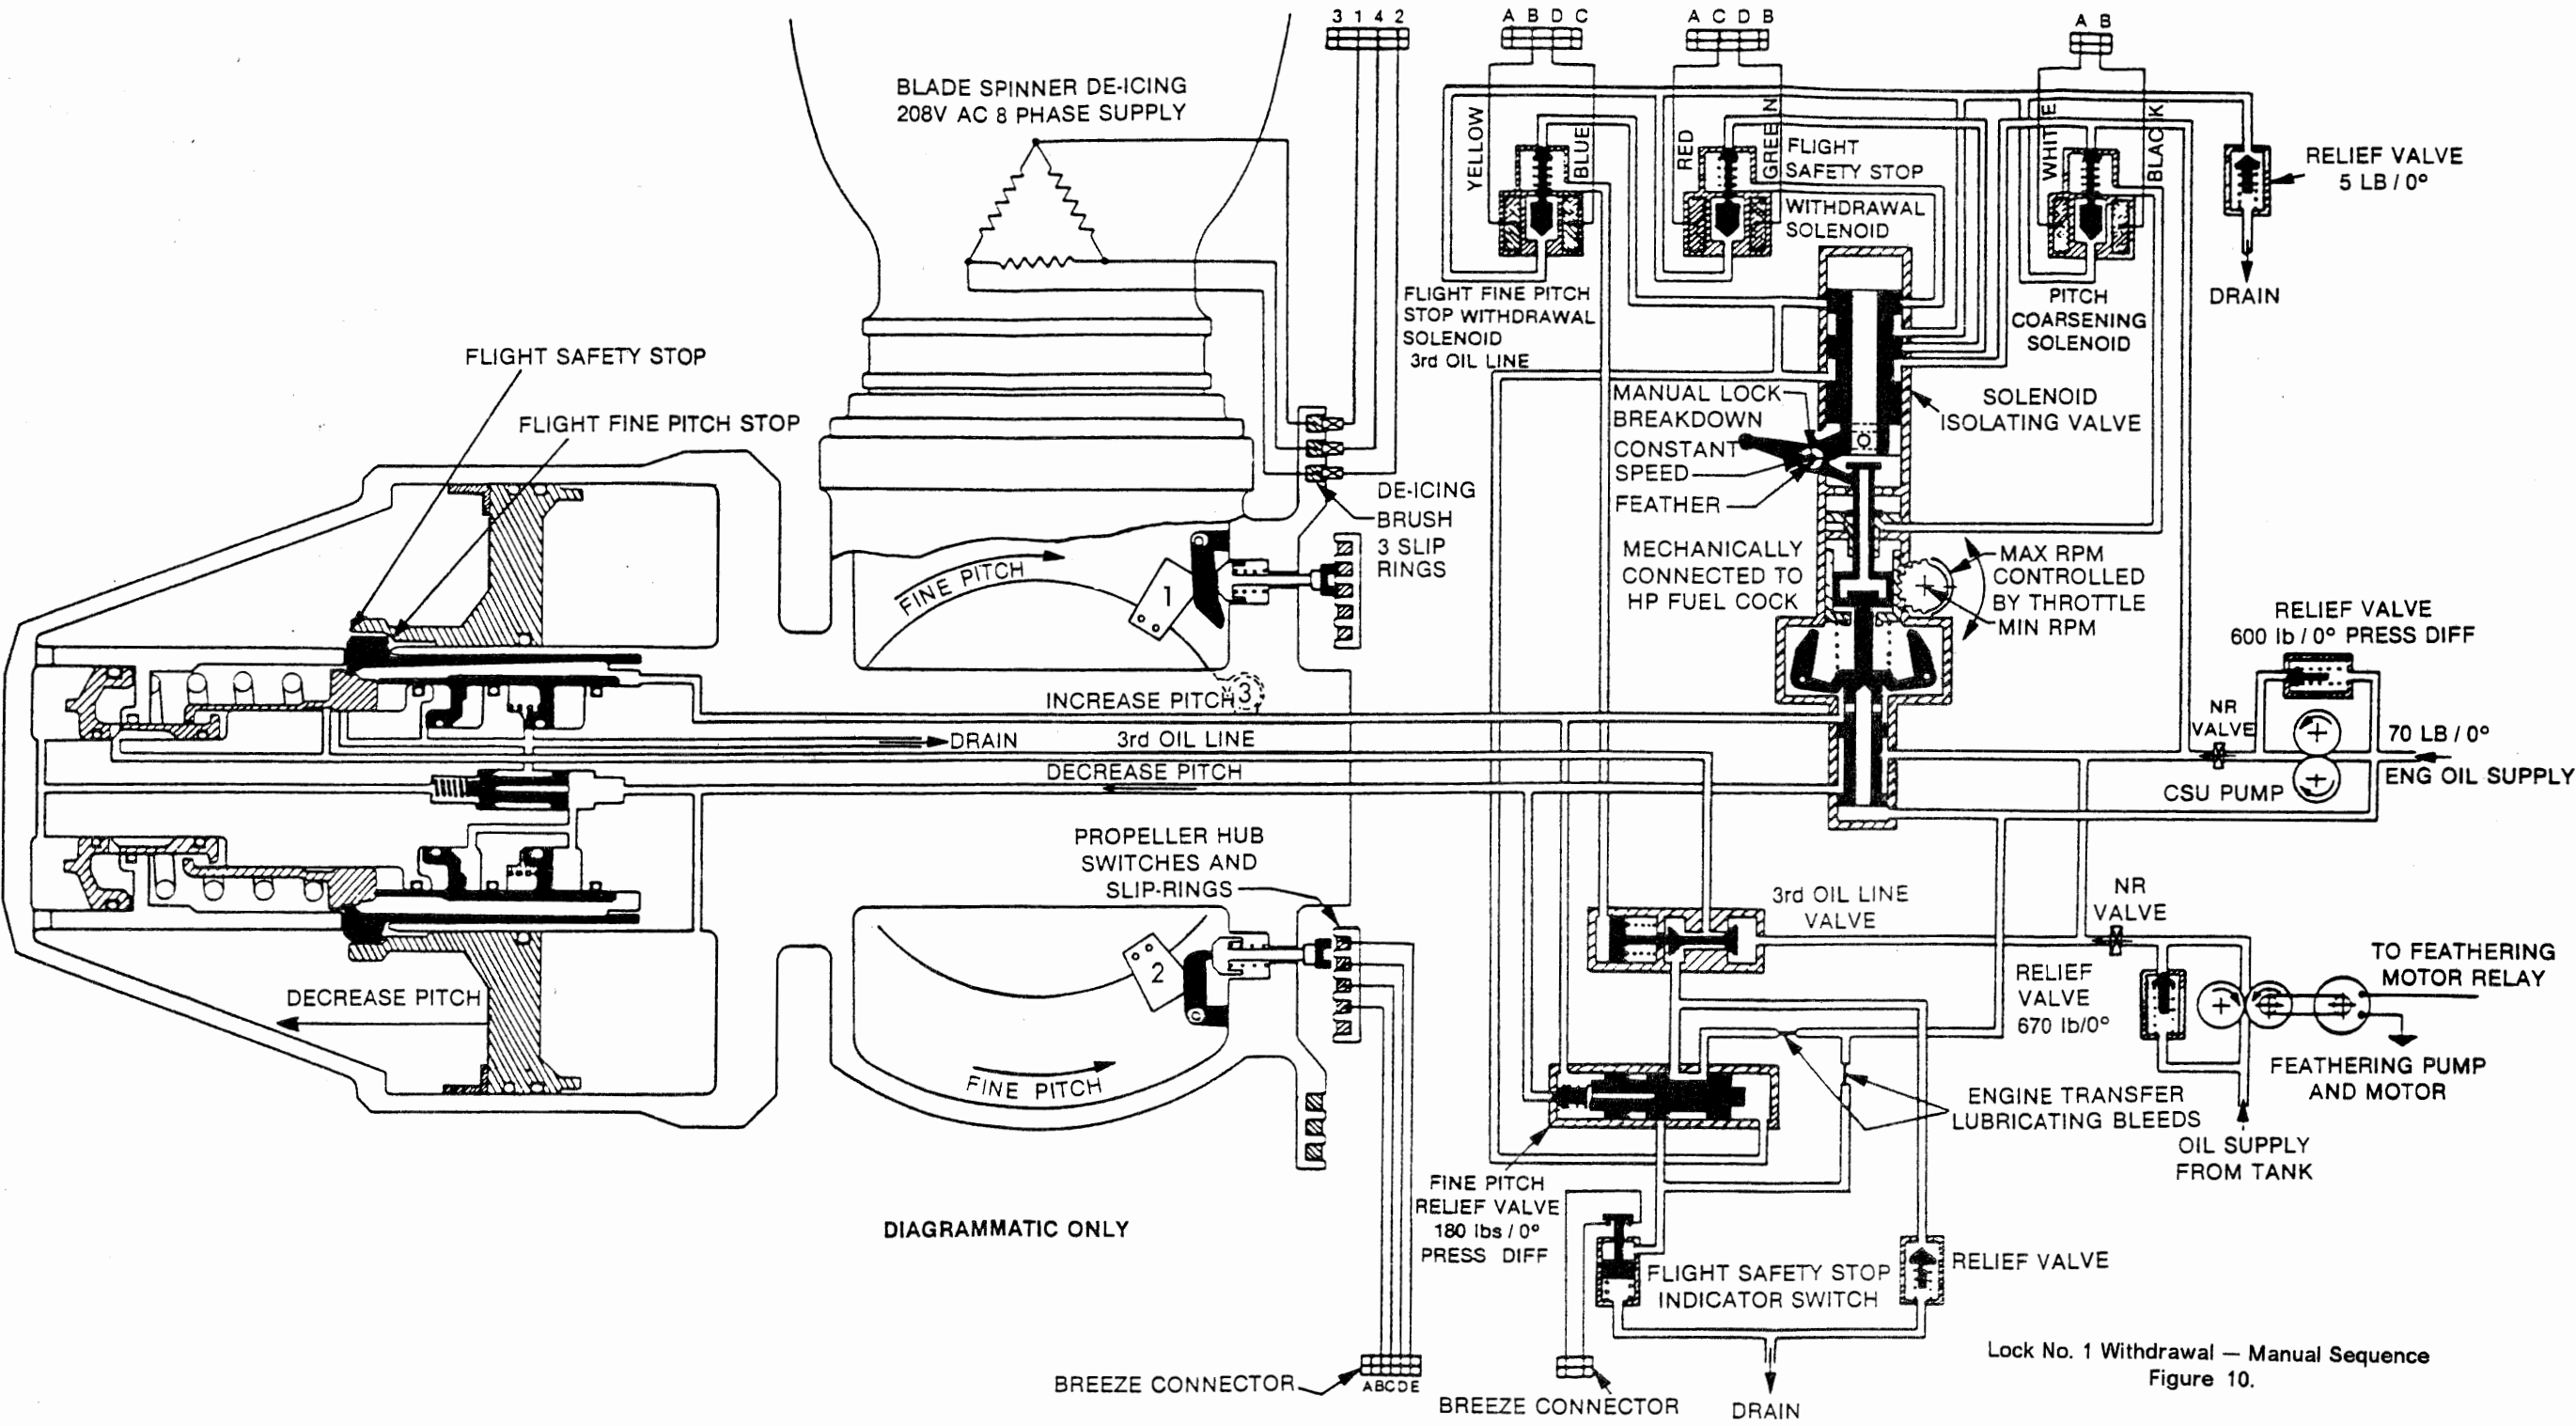 3 1 4 2
A B D C
A C D B
A B
BLADE SPINNER DE-ICING
208V AC 8 PHASE SUPPLY
YELLOW
BLUE
RED
GREEN
WHITE
BLACK
FLIGHT
SAFETY STOP
WITHDRAWAL
SOLENOID
RELIEF VALVE
5 LB / 0°
DRAIN
FLIGHT FINE PITCH
STOP WITHDRAWAL
SOLENOID
3rd OIL LINE
PITCH
COARSENING
SOLENOID
FLIGHT SAFETY STOP
FLIGHT FINE PITCH STOP
MANUAL LOCK
BREAKDOWN
CONSTANT
SPEED
FEATHER
SOLENOID
ISOLATING VALVE
DE-ICING
BRUSH
3 SLIP
RINGS
MECHANICALLY
CONNECTED TO
HP FUEL COCK
MAX RPM
CONTROLLED
BY THROTTLE
MIN RPM
FINE PITCH
1
RELIEF VALVE
600 lb / 0° PRESS DIFF
INCREASE PITCH
3
DRAIN
3rd OIL LINE
DECREASE PITCH
NR
VALVE
70 LB / 0°
ENG OIL SUPPLY
CSU PUMP
PROPELLER HUB
SWITCHES AND
SLIP-RINGS
3rd OIL LINE
VALVE
NR
VALVE
TO FEATHERING
MOTOR RELAY
RELIEF
VALVE
670 lb/0°
2
DECREASE PITCH
FINE PITCH
FEATHERING PUMP
AND MOTOR
ENGINE TRANSFER
LUBRICATING BLEEDS
OIL SUPPLY
FROM TANK
FINE PITCH
RELIEF VALVE
180 lbs / 0°
PRESS DIFF
DIAGRAMMATIC ONLY
FLIGHT SAFETY STOP
INDICATOR SWITCH
RELIEF VALVE
BREEZE CONNECTOR
ABCDE
BREEZE CONNECTOR
DRAIN
Lock No. 1 Withdrawal — Manual Sequence
Figure 10.